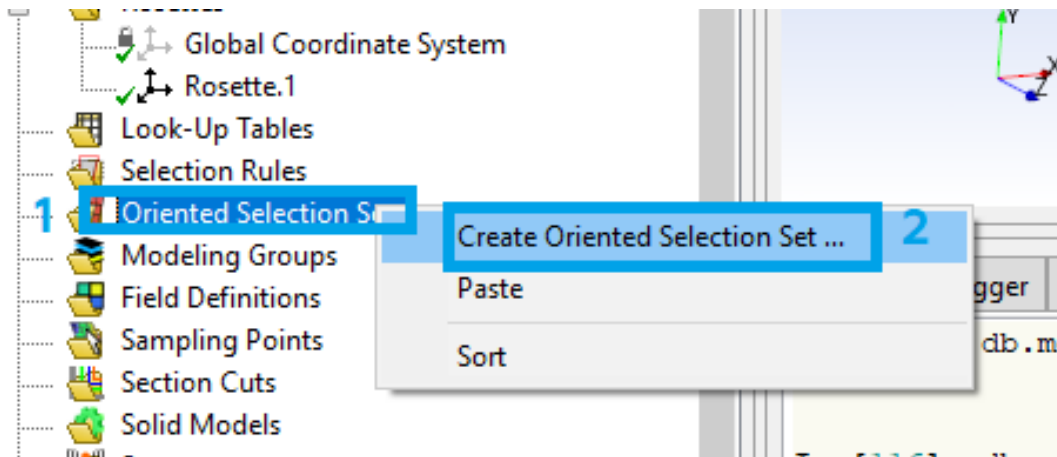 Y
X
Z
Global Coordinate System
Rosette.1
Look-Up Tables
Selection Rules
1
Oriented Selection S
Create Oriented Selection Set ...
2
Modeling Groups
Paste
gger
Field Definitions
Sampling Points
db.m
Sort
Section Cuts
Solid Models